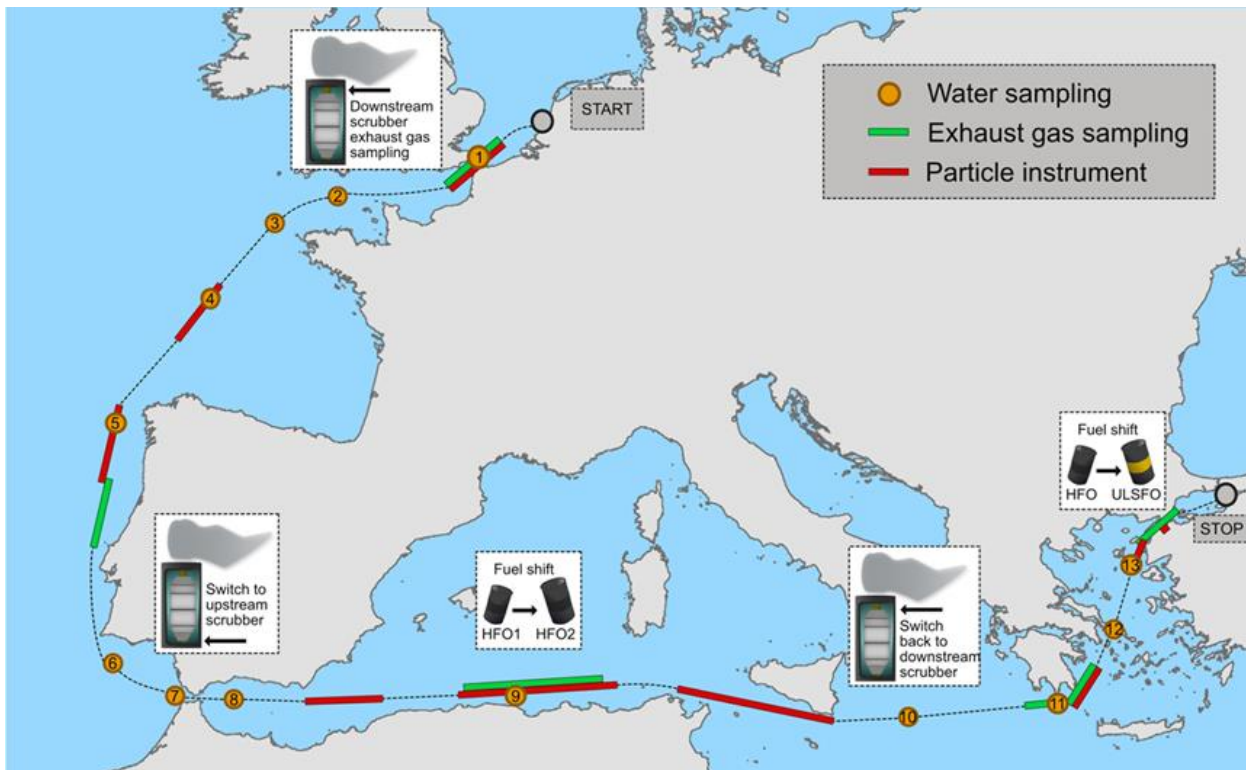 Downstream
scrubber
exhaust gas
sampling
START
Water sampling
Exhaust gas sampling
Particle instrument
1
2
3
4
5
Fuel shift
HFO
ULSFO
STOP
Switch to
upstream
scrubber
Fuel shift
HFO1
HFO2
Switch
back to
downstream
scrubber
13
12
6
7
8
9
10
11